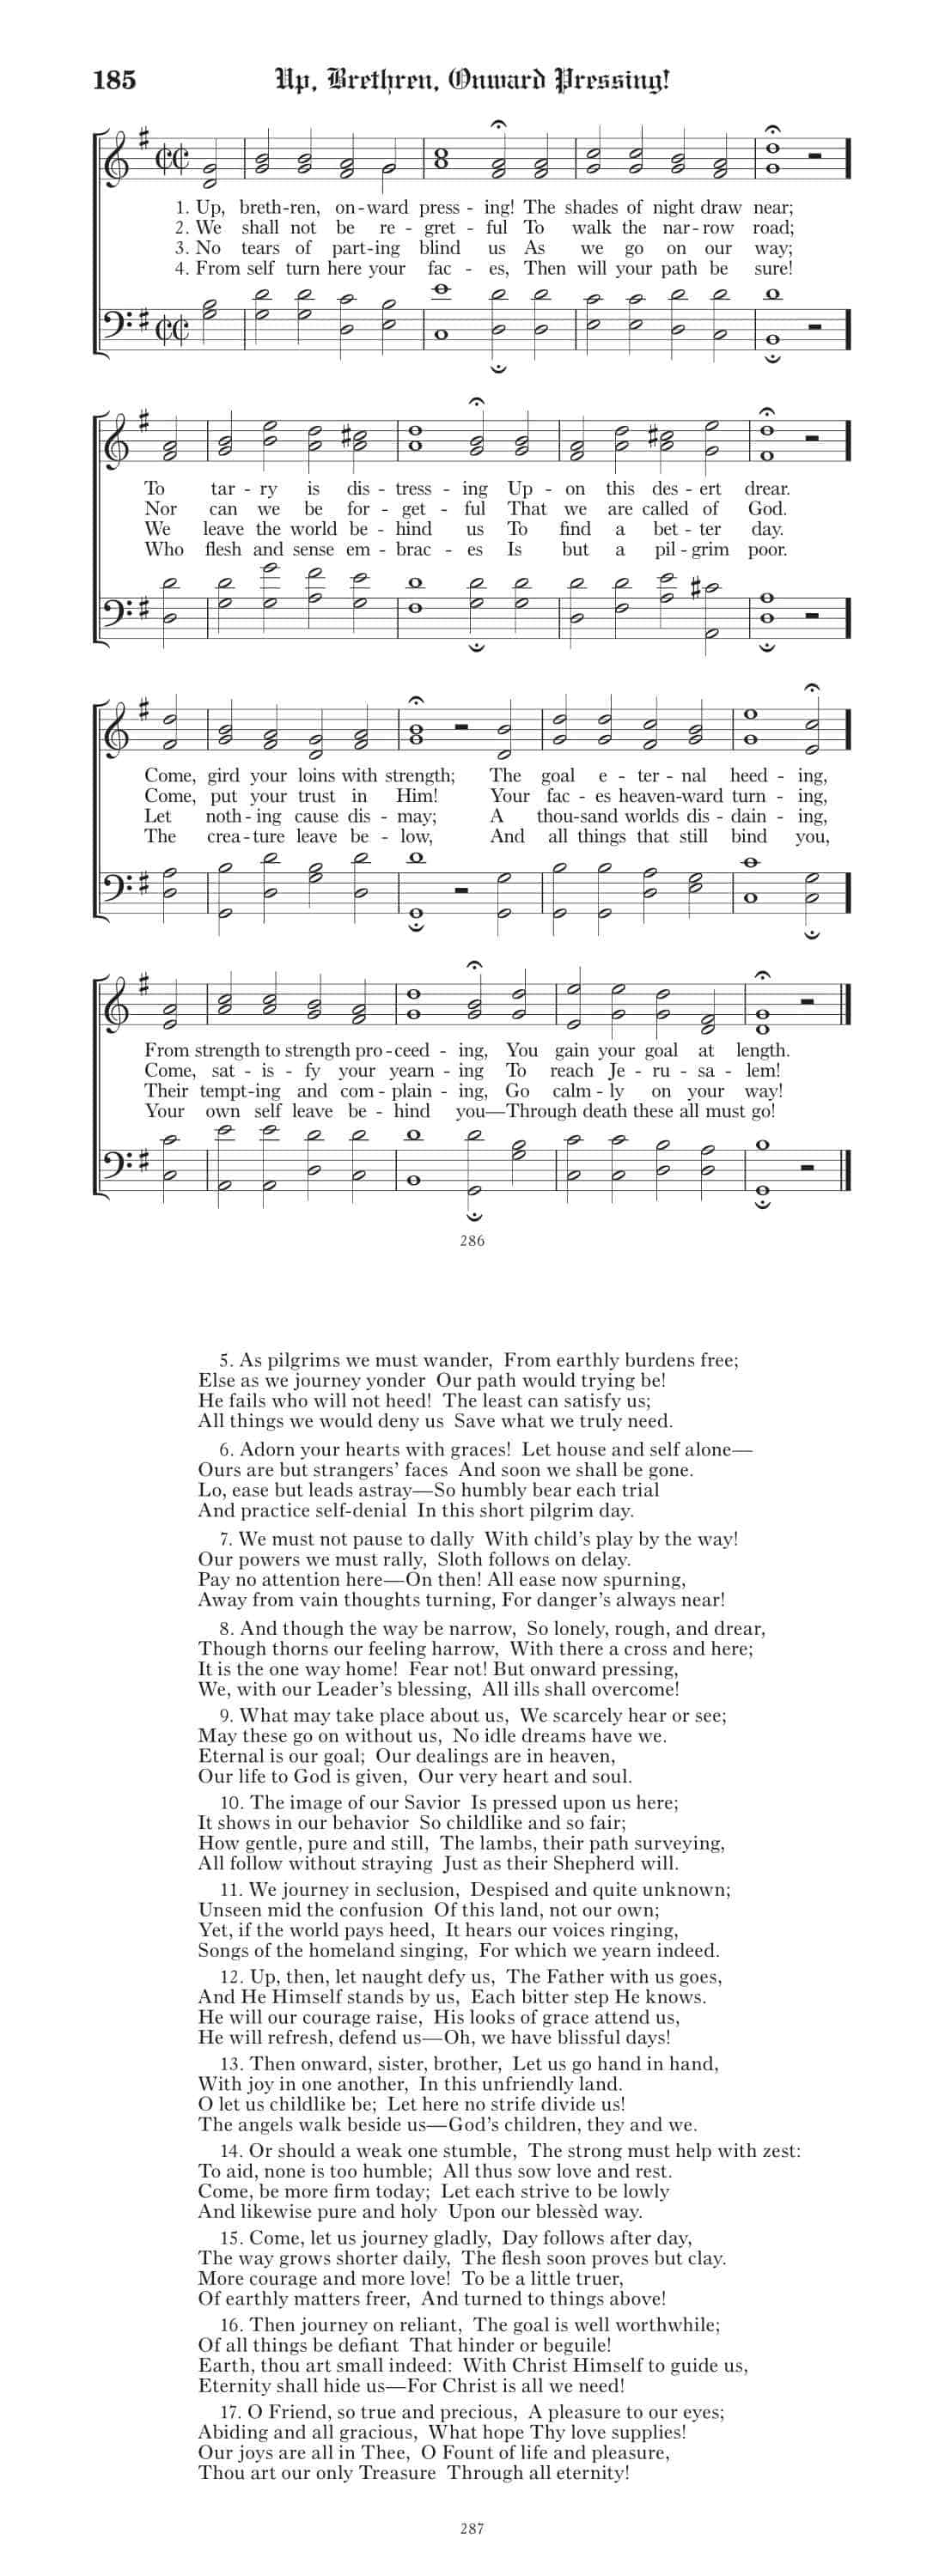 185 Up, Brethren, Onward Pressing!
1. Up, breth-ren, on-ward press - ing! The shades of night draw near;
2. We shall not be re - gret - ful To walk the nar-row road;
3. No tears of part-ing blind us As we go on our way;
4. From self turn here your fac - es, Then will your path be sure!
To tar - ry is dis - tress - ing Up - on this des - ert drear.
Nor can we be for - get - ful That we are called of God.
We leave the world be - hind us To find a bet - ter day.
Who flesh and sense em - brac - es Is but a pil - grim poor.
Come, gird your loins with strength; The goal e - ter - nal heed - ing,
Come, put your trust in Him! Your fac - es heaven-ward turn - ing,
Let noth - ing cause dis - may; A thou-sand worlds dis - dain - ing,
The crea - ture leave be - low, And all things that still bind you,
From strength to strength pro - ceed - ing, You gain your goal at length.
Come, sat - is - fy your yearn - ing To reach Je - ru - sa - lem!
Their tempt-ing and com - plain - ing, Go calm - ly on your way!
Your own self leave be - hind you—Through death these all must go!
286
5. As pilgrims we must wander, From earthly burdens free;
Else as we journey yonder Our path would trying be!
He fails who will not heed! The least can satisfy us;
All things we would deny us Save what we truly need.
6. Adorn your hearts with graces! Let house and self alone—
Ours are but strangers’ faces And soon we shall be gone.
Lo, ease but leads astray—So humbly bear each trial
And practice self-denial In this short pilgrim day.
7. We must not pause to dally With child’s play by the way!
Our powers we must rally, Sloth follows on delay.
Pay no attention here—On then! All ease now spurning,
Away from vain thoughts turning, For danger’s always near!
8. And though the way be narrow, So lonely, rough, and drear,
Though thorns our feeling harrow, With there a cross and here;
It is the one way home! Fear not! But onward pressing,
We, with our Leader’s blessing, All ills shall overcome!
9. What may take place about us, We scarcely hear or see;
May these go on without us, No idle dreams have we.
Eternal is our goal; Our dealings are in heaven,
Our life to God is given, Our very heart and soul.
10. The image of our Savior Is pressed upon us here;
It shows in our behavior So childlike and so fair;
How gentle, pure and still, The lambs, their path surveying,
All follow without straying Just as their Shepherd will.
11. We journey in seclusion, Despised and quite unknown;
Unseen mid the confusion Of this land, not our own;
Yet, if the world pays heed, It hears our voices ringing,
Songs of the homeland singing, For which we yearn indeed.
12. Up, then, let naught defy us, The Father with us goes,
And He Himself stands by us, Each bitter step He knows.
He will our courage raise, His looks of grace attend us,
He will refresh, defend us—Oh, we have blissful days!
13. Then onward, sister, brother, Let us go hand in hand,
With joy in one another, In this unfriendly land.
O let us childlike be; Let here no strife divide us!
The angels walk beside us—God’s children, they and we.
14. Or should a weak one stumble, The strong must help with zest:
To aid, none is too humble; All thus sow love and rest.
Come, be more firm today; Let each strive to be lowly
And likewise pure and holy Upon our blessèd way.
15. Come, let us journey gladly, Day follows after day,
The way grows shorter daily, The flesh soon proves but clay.
More courage and more love! To be a little truer,
Of earthly matters freer, And turned to things above!
16. Then journey on reliant, The goal is well worthwhile;
Of all things be defiant That hinder or beguile!
Earth, thou art small indeed: With Christ Himself to guide us,
Eternity shall hide us—For Christ is all we need!
17. O Friend, so true and precious, A pleasure to our eyes;
Abiding and all gracious, What hope Thy love supplies!
Our joys are all in Thee, O Fount of life and pleasure,
Thou art our only Treasure Through all eternity!
287